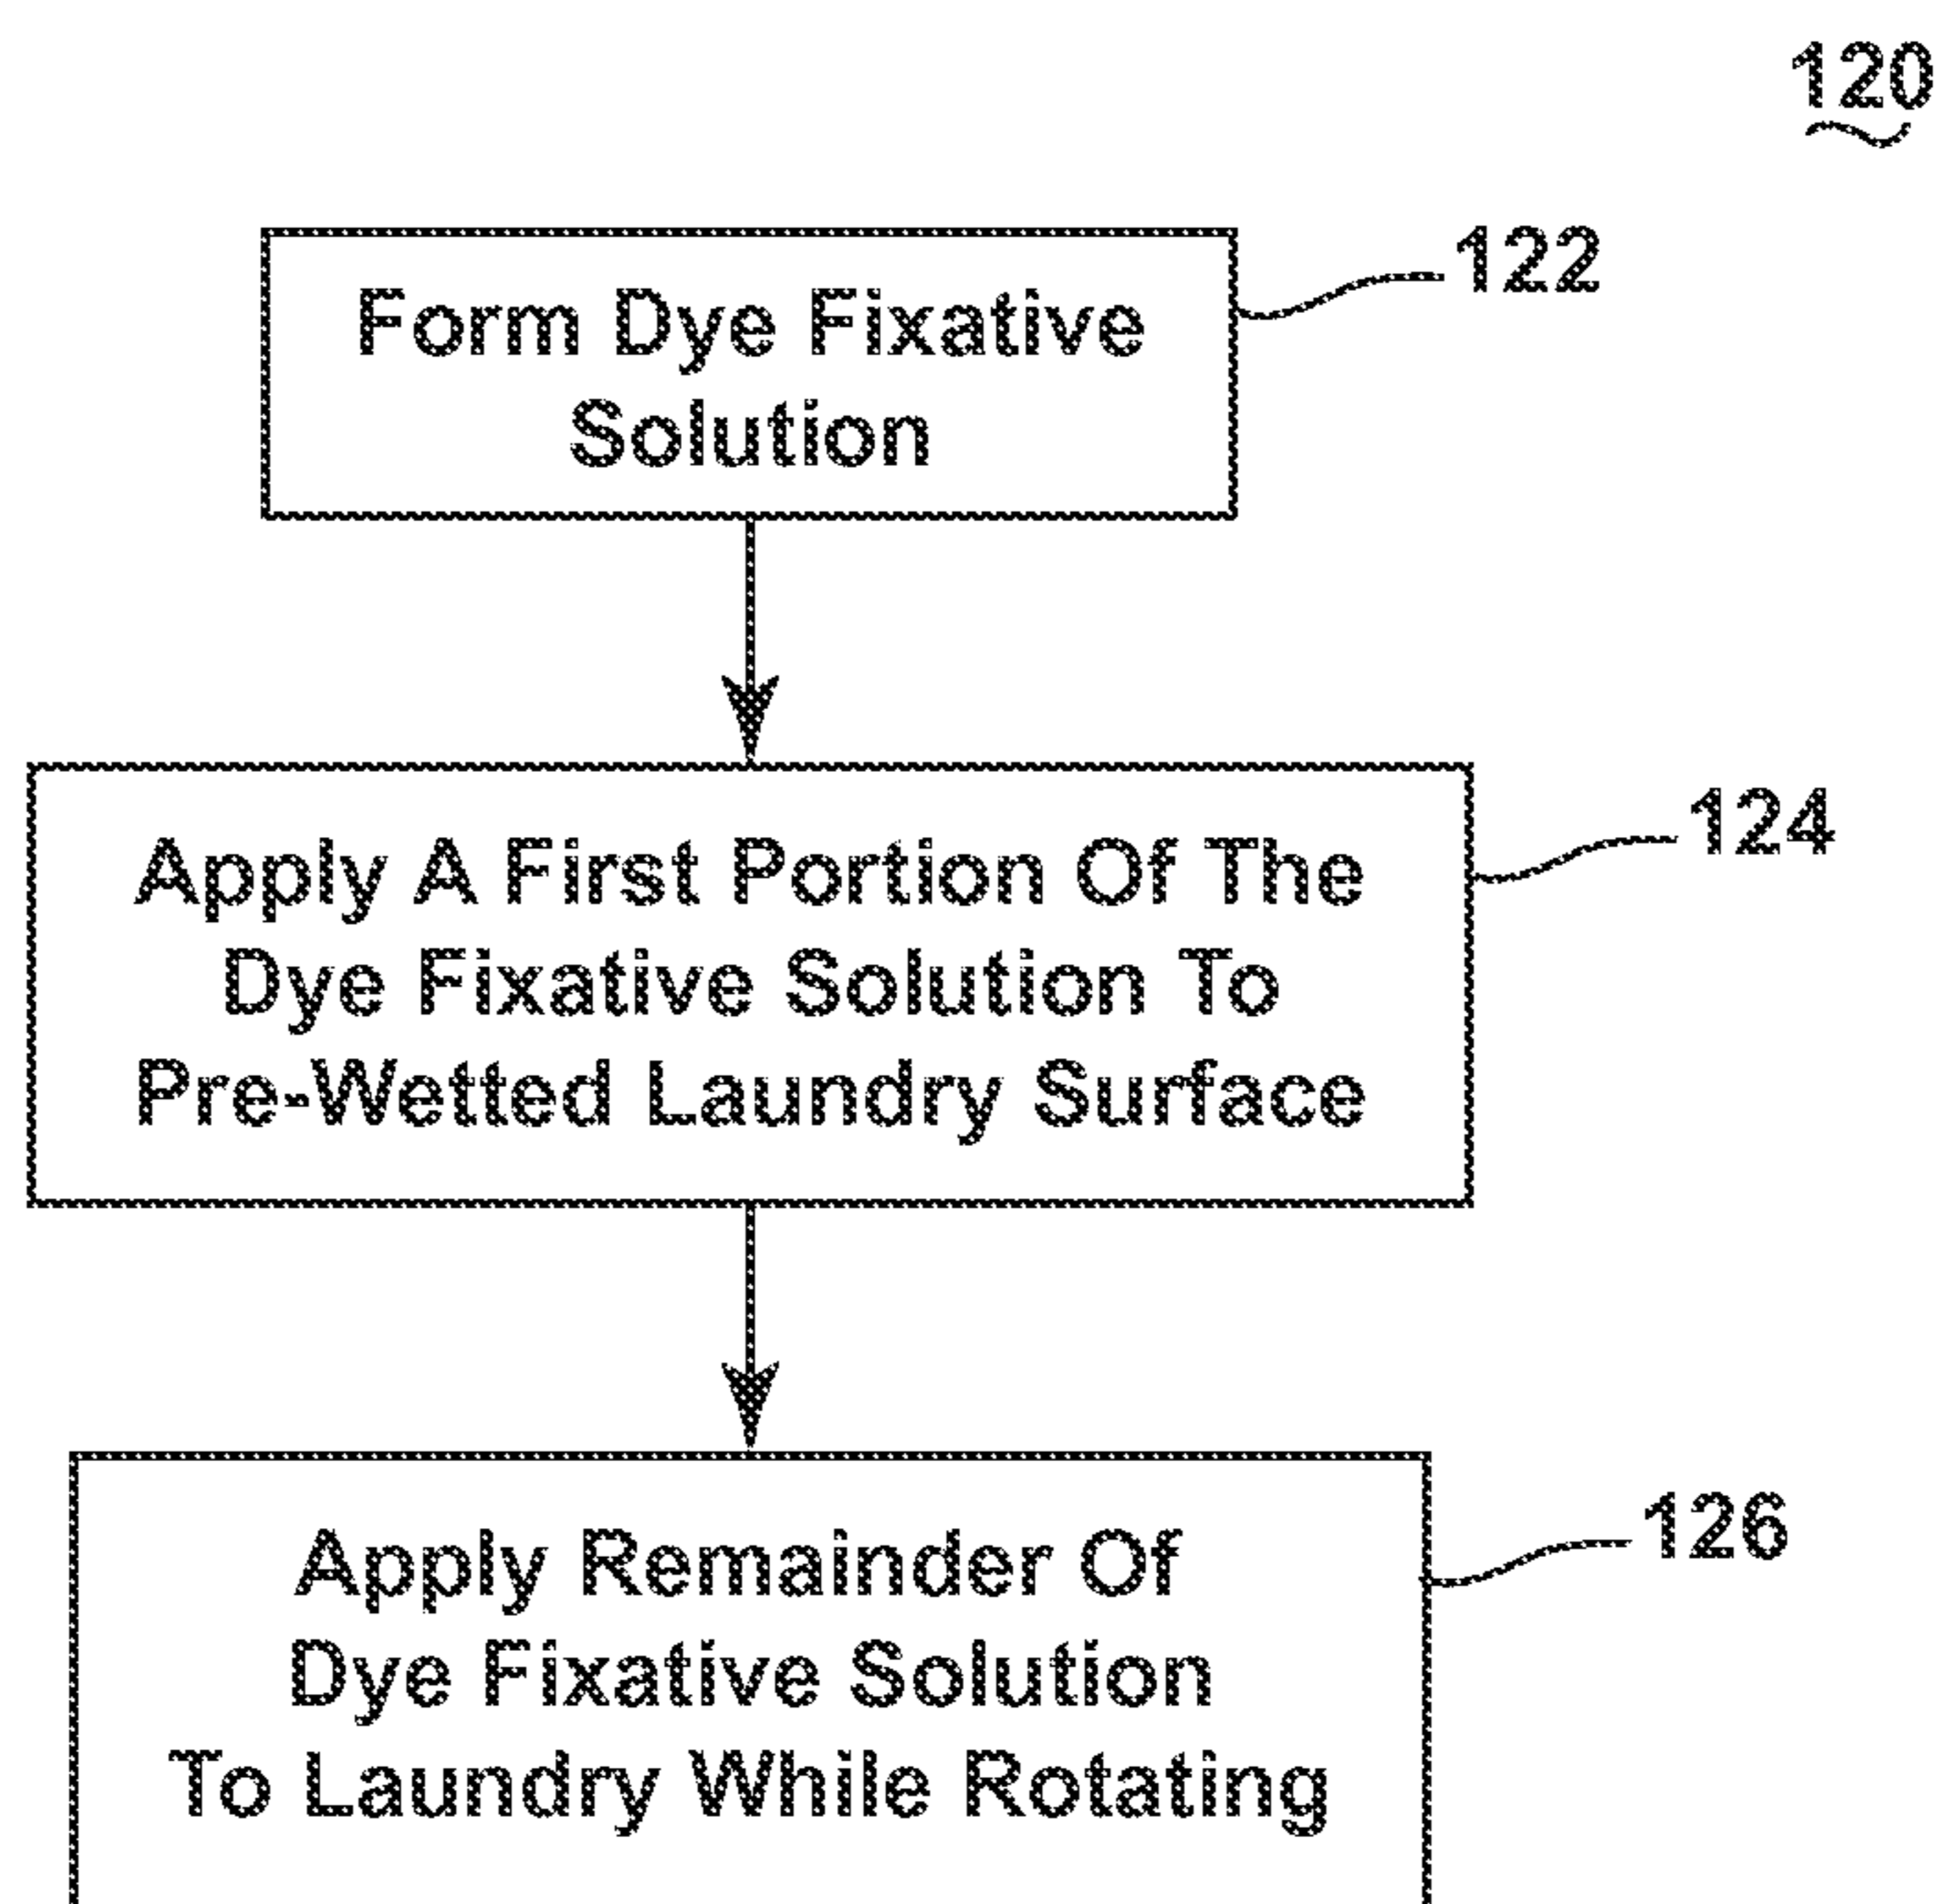 120
Form Dye Fixative
Solution
122
Apply A First Portion Of The
Dye Fixative Solution To
Pre-Wetted Laundry Surface
124
Apply Remainder Of
Dye Fixative Solution
To Laundry While Rotating
126